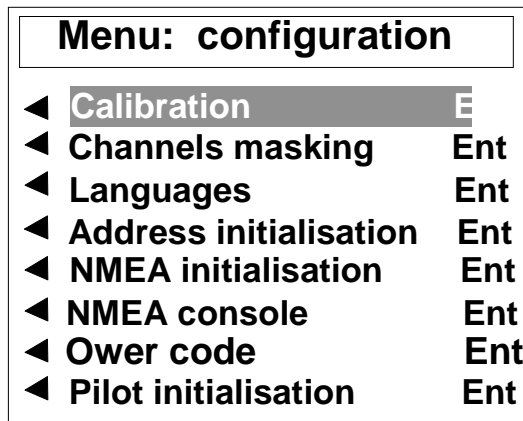 Menu: configuration
Calibration E
Channels masking Ent
Languages Ent
Address initialisation Ent
NMEA initialisation Ent
NMEA console Ent
Ower code Ent
Pilot initialisation Ent